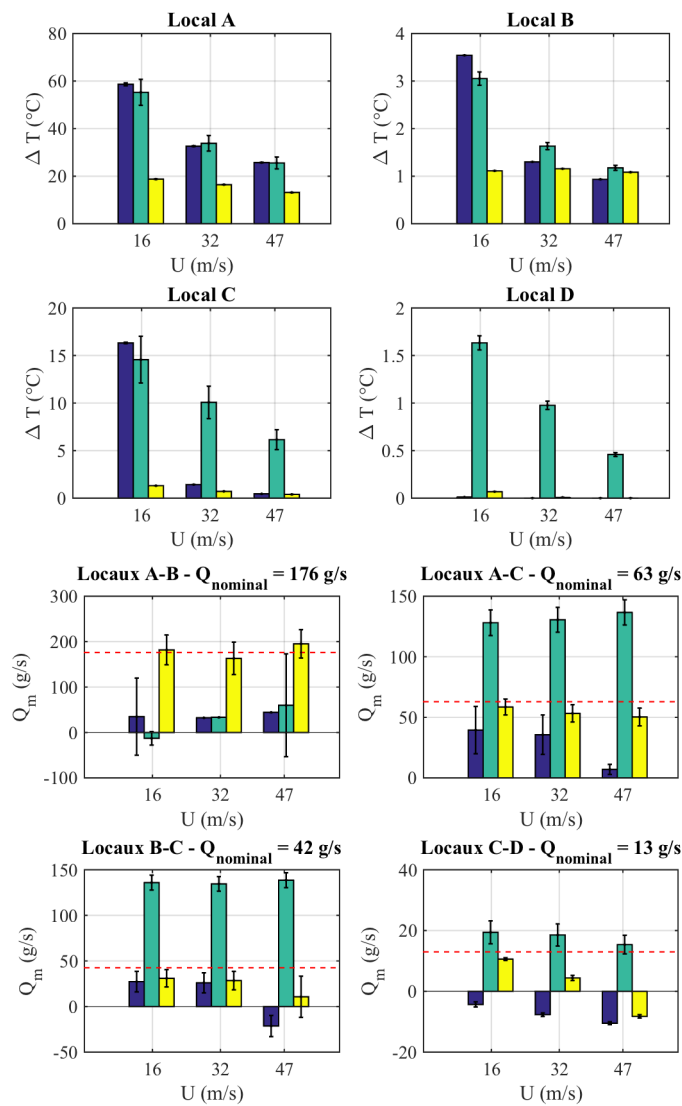 Local A
Local B
80
60
40
20
0
Δ T (°C)
16 32 47
U (m/s)
4
3
2
1
0
Δ T (°C)
16 32 47
U (m/s)
Local C
Local D
20
15
10
5
0
Δ T (°C)
16 32 47
U (m/s)
2
1.5
1
0.5
0
Δ T (°C)
16 32 47
U (m/s)
Locaux A-B - Qnominal = 176 g/s
Locaux A-C - Qnominal = 63 g/s
300
200
100
0
-100
Qm (g/s)
16 32 47
U (m/s)
150
100
50
0
Qm (g/s)
16 32 47
U (m/s)
Locaux B-C - Qnominal = 42 g/s
Locaux C-D - Qnominal = 13 g/s
150
100
50
0
-50
Qm (g/s)
16 32 47
U (m/s)
40
20
0
-20
Qm (g/s)
16 32 47
U (m/s)